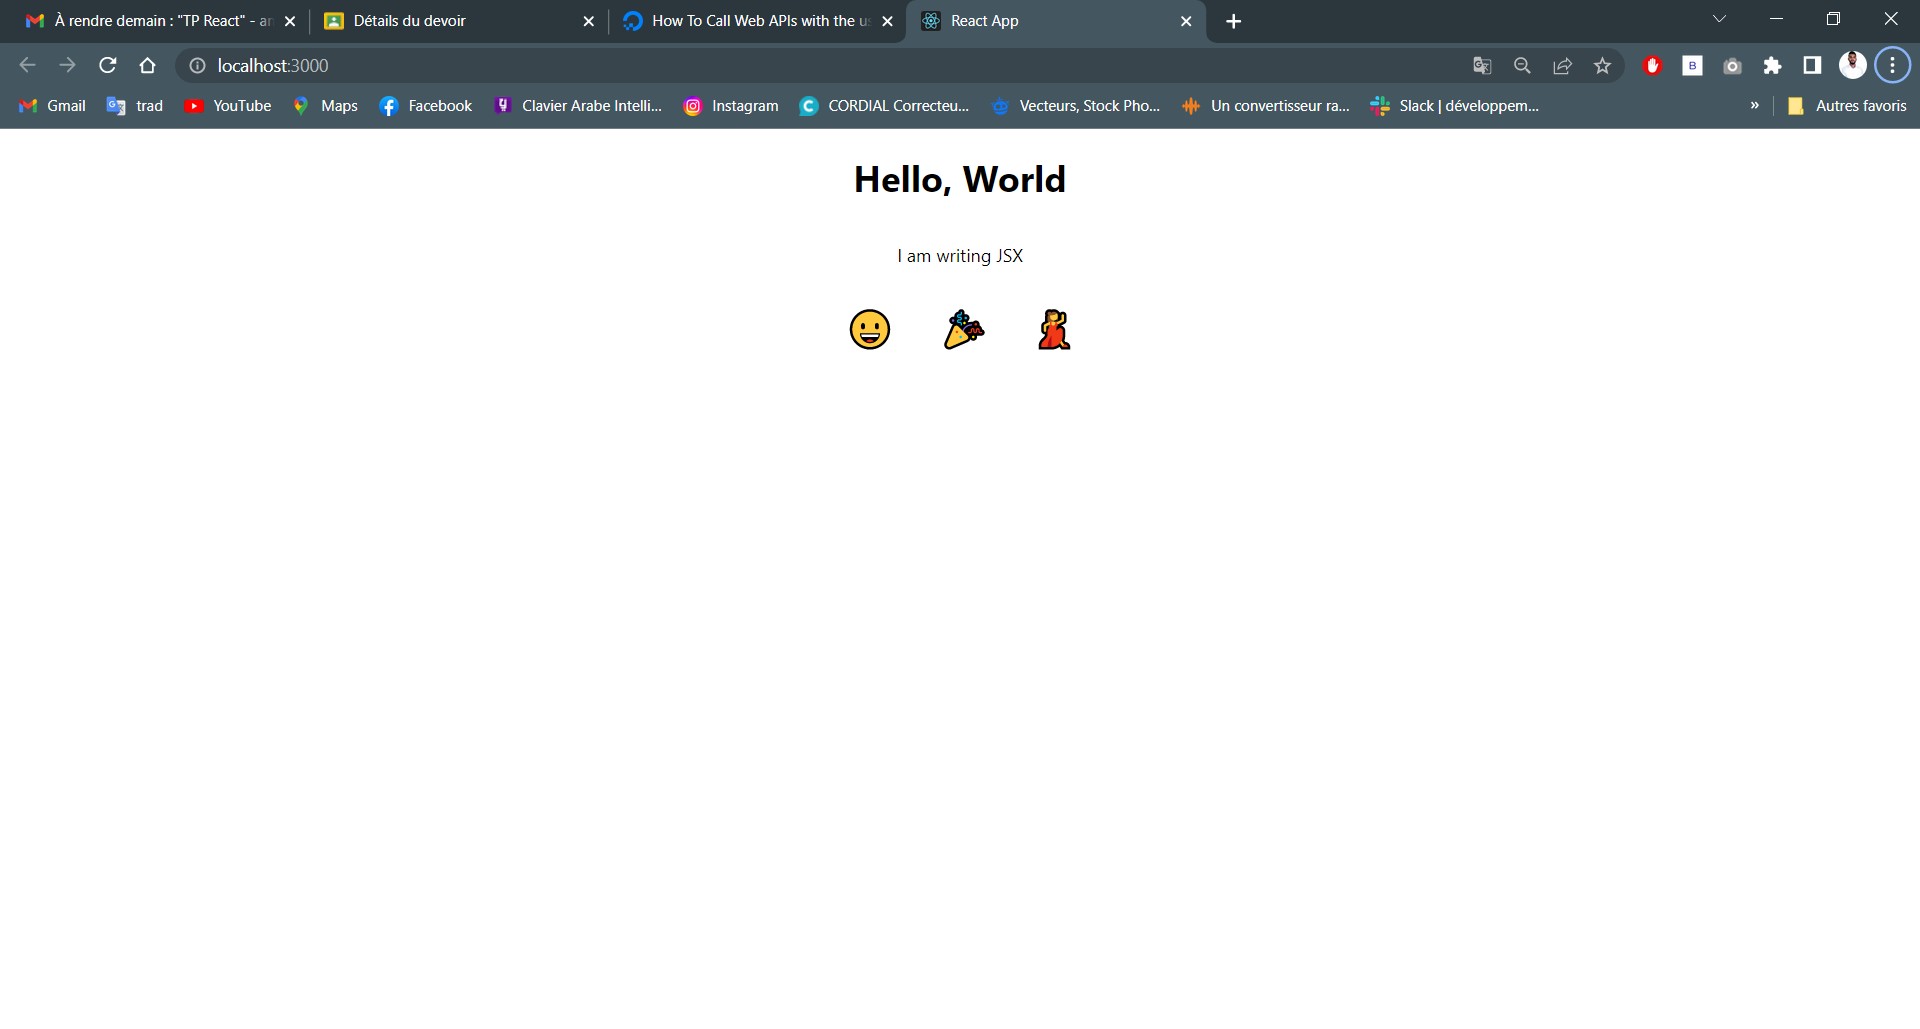 À rendre demain : "TP React" - an
Détails du devoir
How To Call Web APIs with the us
React App
localhost:3000
Gmail
trad
YouTube
Maps
Facebook
Clavier Arabe Intelli...
Instagram
CORDIAL Correcteu...
Vecteurs, Stock Pho...
Un convertisseur ra...
Slack | développem...
»
Autres favoris
Hello, World
I am writing JSX